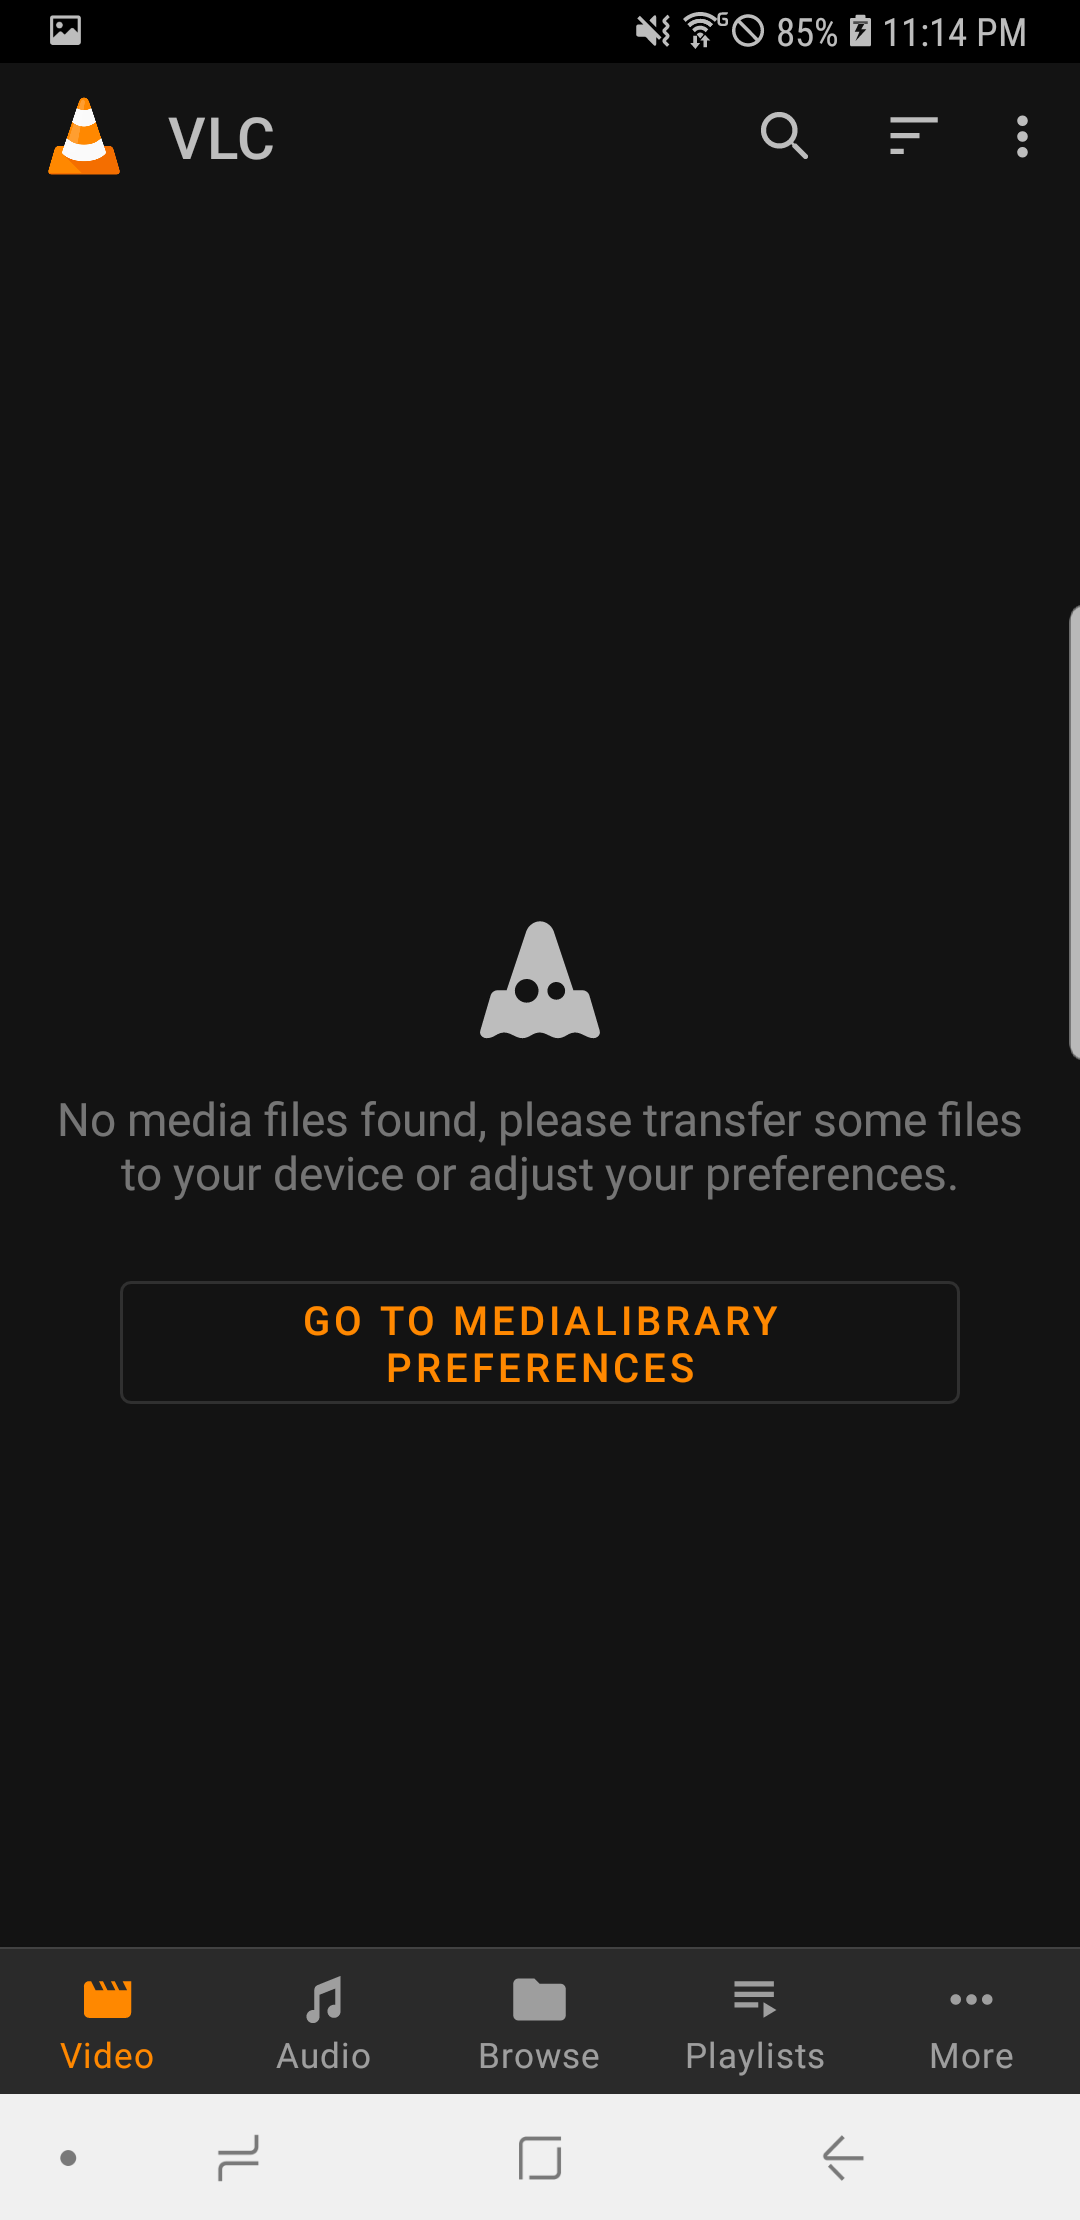 85% 11:14 PM
VLC
No media files found, please transfer some files
to your device or adjust your preferences.
GO TO MEDIALIBRARY
PREFERENCES
Video Audio Browse Playlists More